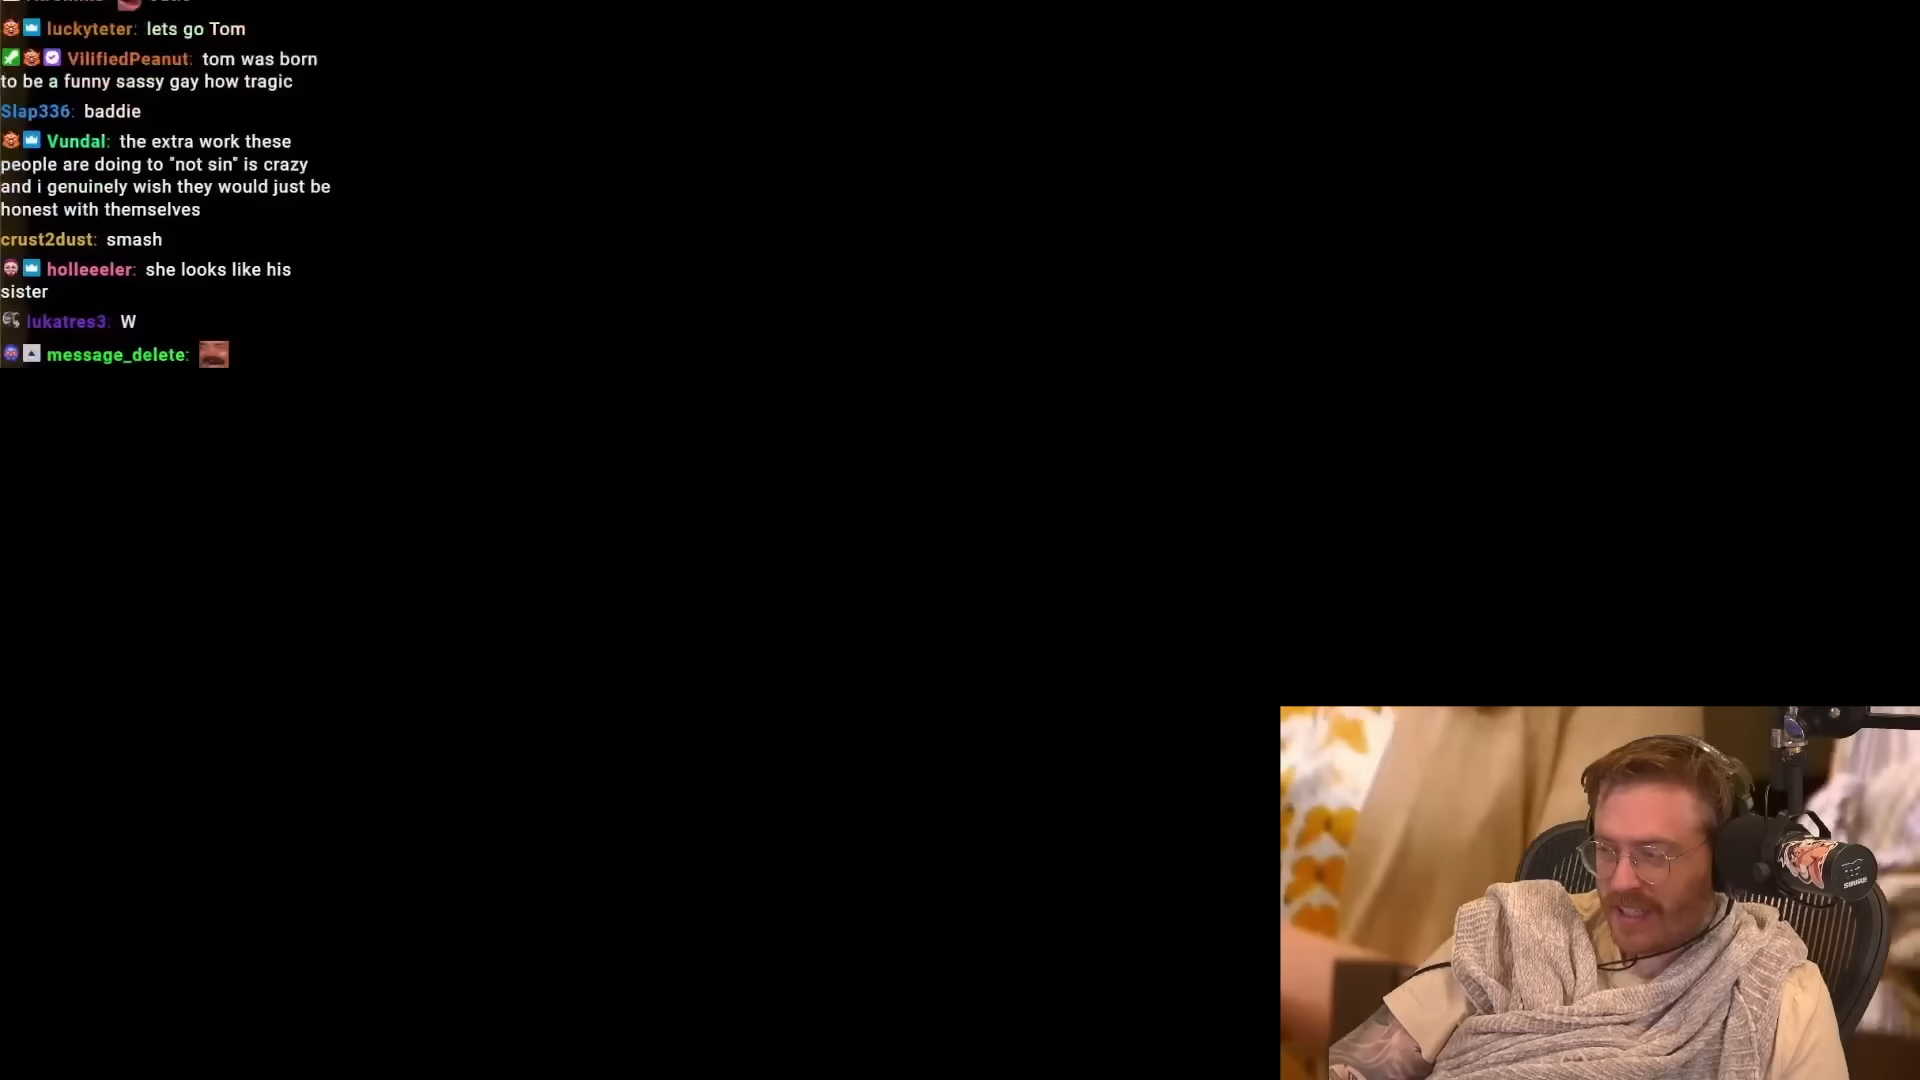 luckyteter: lets go Tom
VilifiedPeanut: tom was born
to be a funny sassy gay how tragic
Slap336: baddie
Vundal: the extra work these
people are doing to "not sin" is crazy
and i genuinely wish they would just be
honest with themselves
crust2dust: smash
holleeeler: she looks like his
sister
lukatres3: W
message_delete:
SHURE